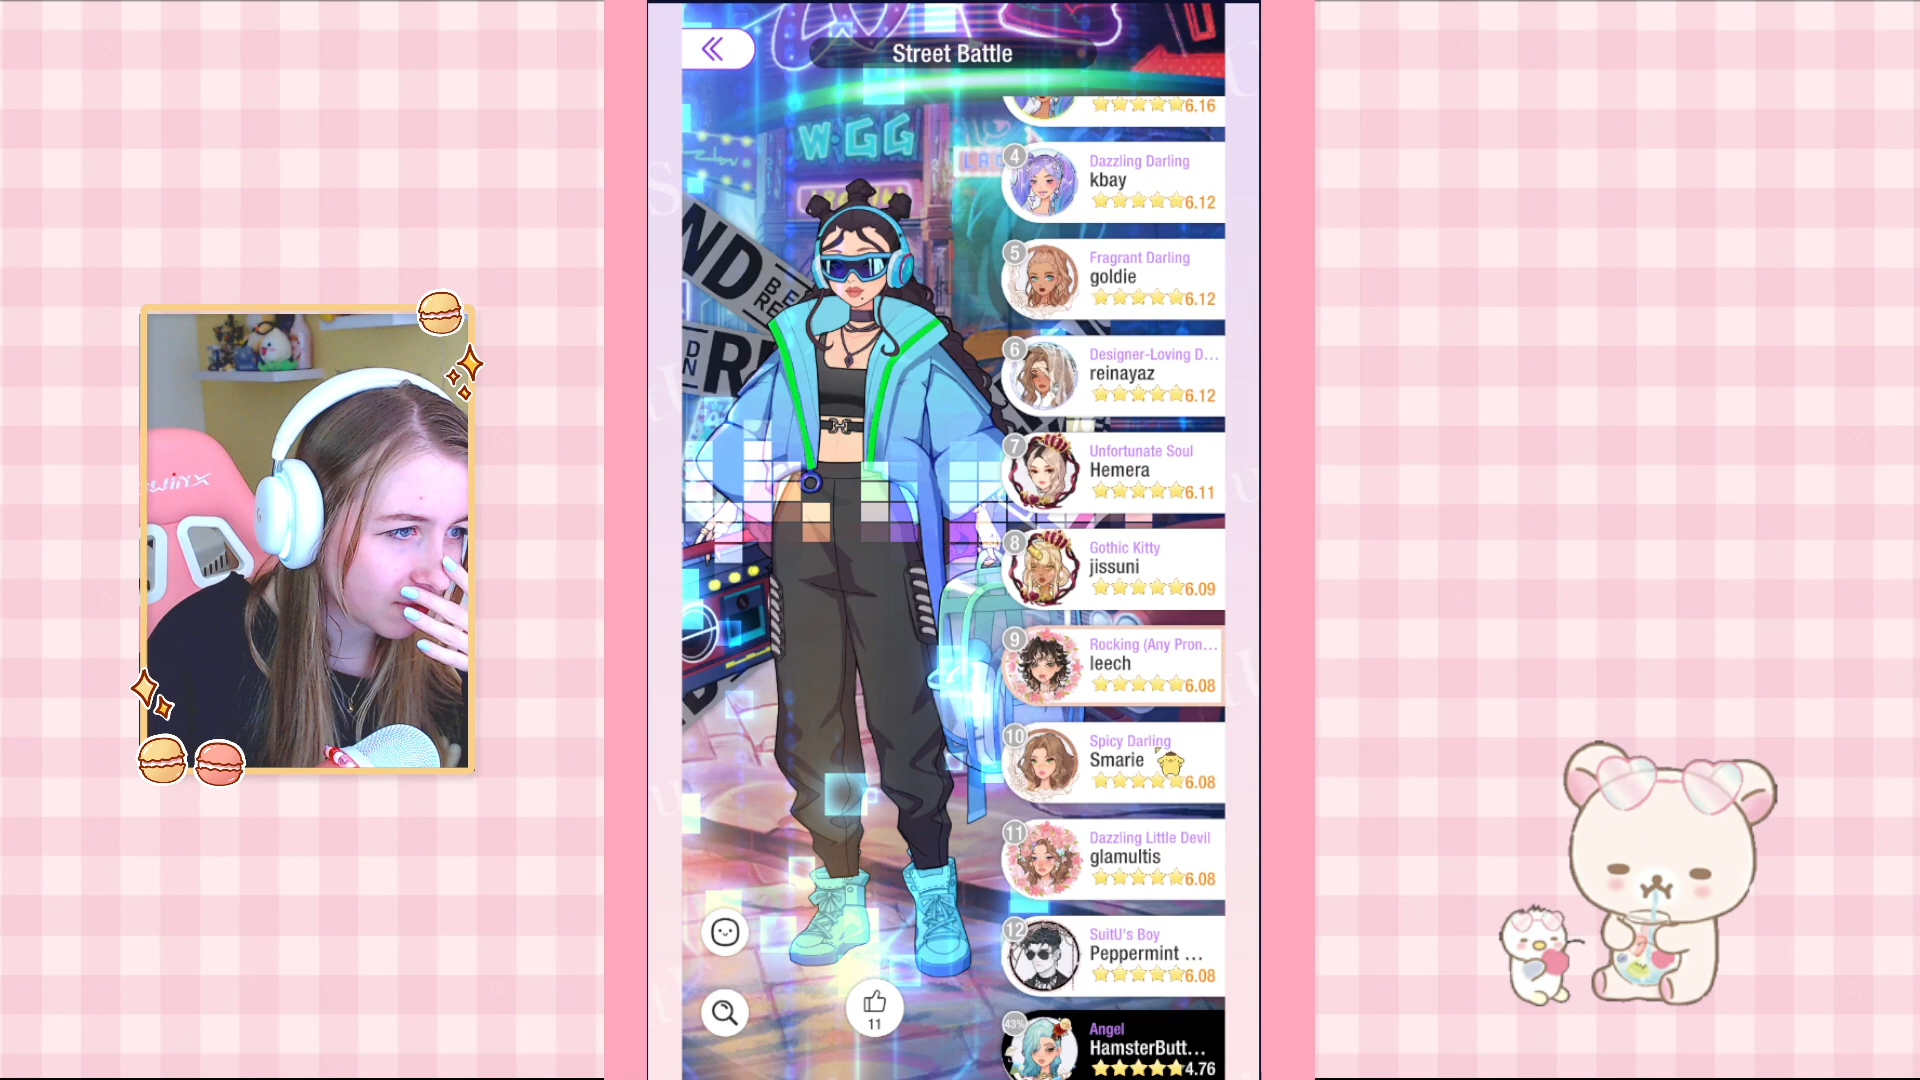 Street Battle
W·GG
6.16
4
Dazzling Darling
kbay
6.12
5
Fragrant Darling
goldie
6.12
6
Designer-Loving D...
reinayaz
6.12
7
Unfortunate Soul
Hemera
6.11
8
Gothic Kitty
jissuni
6.09
9
Rocking (Any Pron...
leech
6.08
10
Spicy Darling
Smarie
6.08
11
Dazzling Little Devil
glamultis
6.08
12
SuitU's Boy
Peppermint ...
6.08
43%
Angel
HamsterButt...
4.76
11